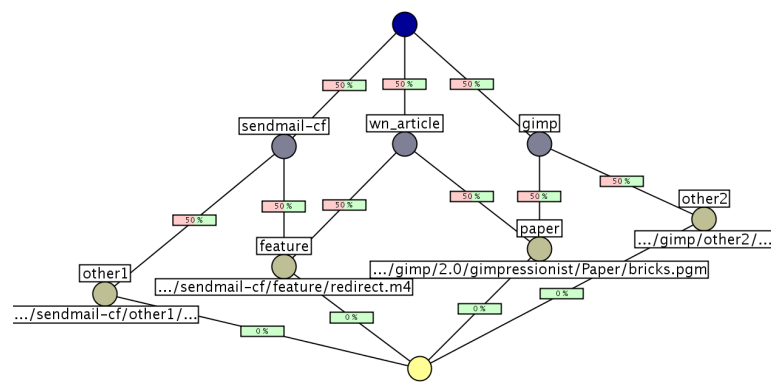 50 %
50 %
50 %
sendmail-cf
wn_article
gimp
50 %
50 %
50 %
50 %
50 %
50 %
other2
feature
paper
.../gimp/other2/...
other1
.../gimp/2.0/gimpressionist/Paper/bricks.pgm
.../sendmail-cf/feature/redirect.m4
0 %
.../sendmail-cf/other1/...
0 %
0 %
0 %